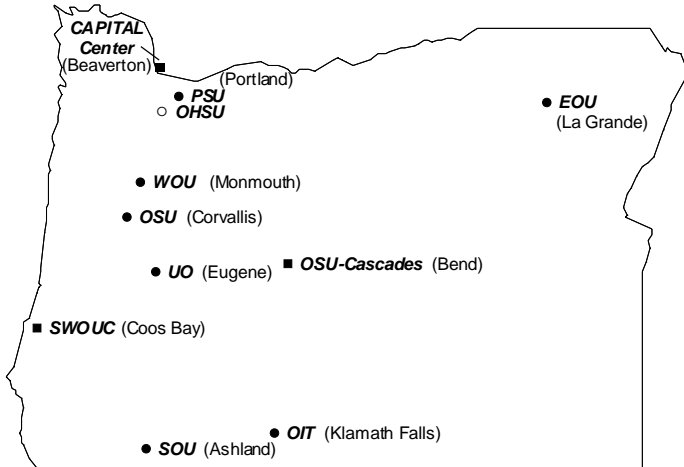 CAPITAL
Center
(Beaverton)
(Portland)
PSU
OHSU
EOU
(La Grande)
WOU (Monmouth)
OSU (Corvallis)
UO (Eugene)
OSU-Cascades (Bend)
SWOUC (Coos Bay)
OIT (Klamath Falls)
SOU (Ashland)